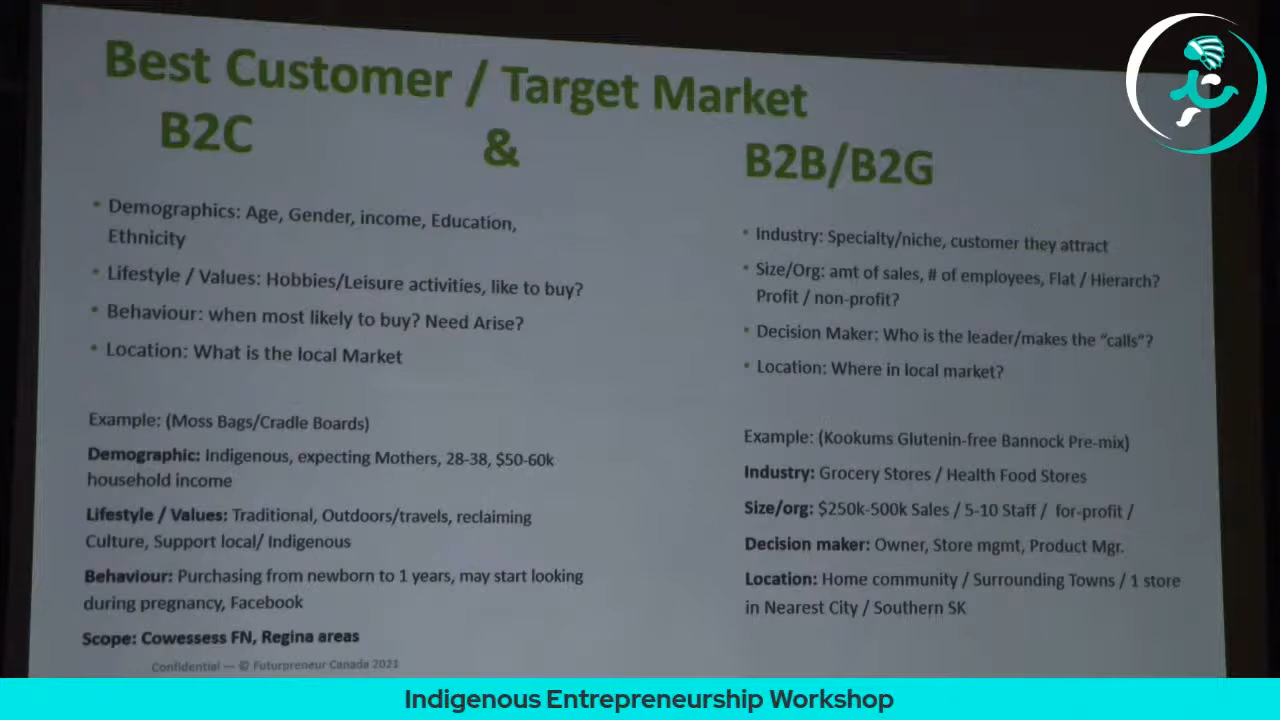 Best Customer / Target Market
B2C & B2B/B2G
• Demographics: Age, Gender, income, Education,
Ethnicity
• Lifestyle / Values: Hobbies/Leisure activities, like to buy?
• Behaviour: when most likely to buy? Need Arise?
• Location: What is the local Market
Example: (Moss Bags/Cradle Boards)
Demographic: Indigenous, expecting Mothers, 28-38, $50-60k
household income
Lifestyle / Values: Traditional, Outdoors/travels, reclaiming
Culture, Support local/ Indigenous
Behaviour: Purchasing from newborn to 1 years, may start looking
during pregnancy, Facebook
Scope: Cowessess FN, Regina areas
Confidential — © Futurpreneur Canada 2021
• Industry: Specialty/niche, customer they attract
• Size/Org: amt of sales, # of employees, Flat / Hierarch?
Profit / non-profit?
• Decision Maker: Who is the leader/makes the “calls”?
• Location: Where in local market?
Example: (Kookums Glutenin-free Bannock Pre-mix)
Industry: Grocery Stores / Health Food Stores
Size/org: $250k-500k Sales / 5-10 Staff / for-profit /
Decision maker: Owner, Store mgmt, Product Mgr.
Location: Home community / Surrounding Towns / 1 store
in Nearest City / Southern SK
Indigenous Entrepreneurship Workshop